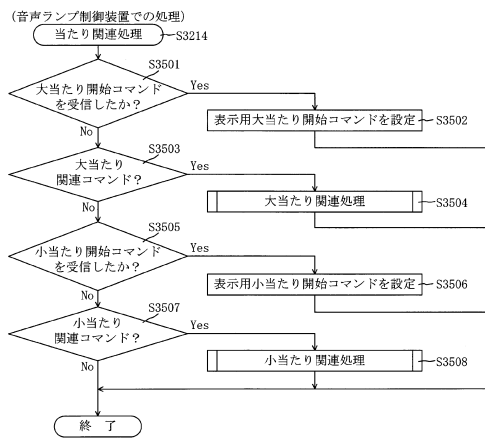 (音声ランプ制御装置での処理)
当たり関連処理
S3214
S3501
大当たり開始コマンド
を受信したか？
Yes
No
表示用大当たり開始コマンドを設定
S3502
S3503
大当たり
関連コマンド？
Yes
No
大当たり関連処理
S3504
S3505
小当たり開始コマンド
を受信したか？
Yes
No
表示用小当たり開始コマンドを設定
S3506
S3507
小当たり
関連コマンド？
Yes
No
小当たり関連処理
S3508
終 了